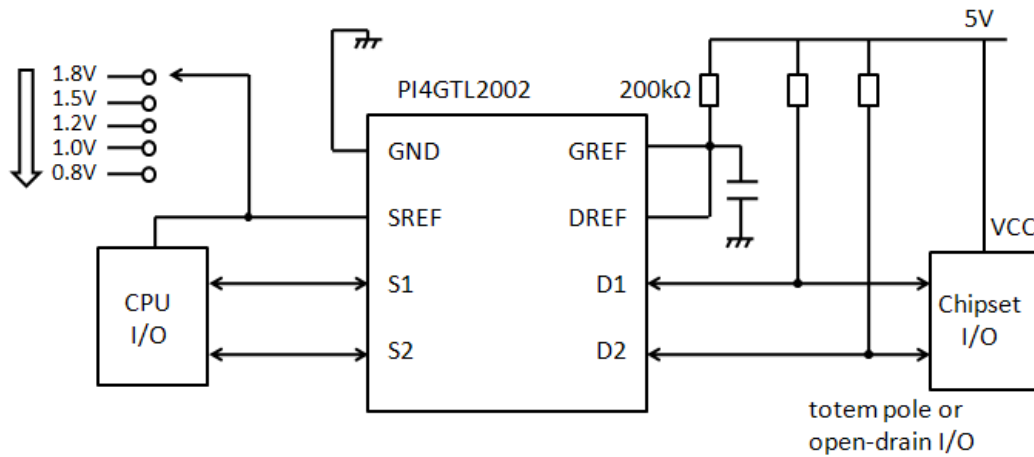 5V
1.8V
1.5V
1.2V
1.0V
0.8V
PI4GTL2002
200kΩ
GND
GREF
SREF
DREF
VCC
S1
D1
CPU
I/O
Chipset
I/O
S2
D2
totem pole or
open-drain I/O